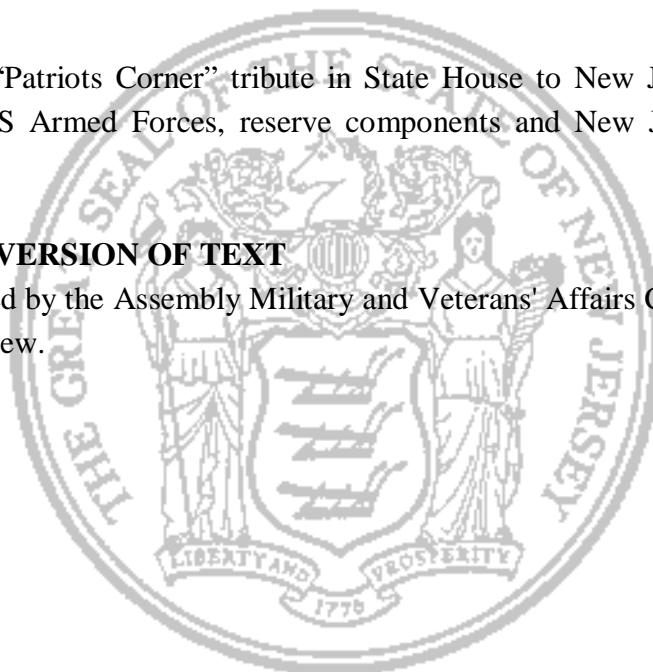 “Patriots Corner” tribute in State House to New J
S Armed Forces, reserve components and New J
VERSION OF TEXT
ed by the Assembly Military and Veterans' Affairs C
ew.
THE GREAT SEAL OF THE STATE OF NEW JERSEY
LIBERTY AND PROSPERITY
1776